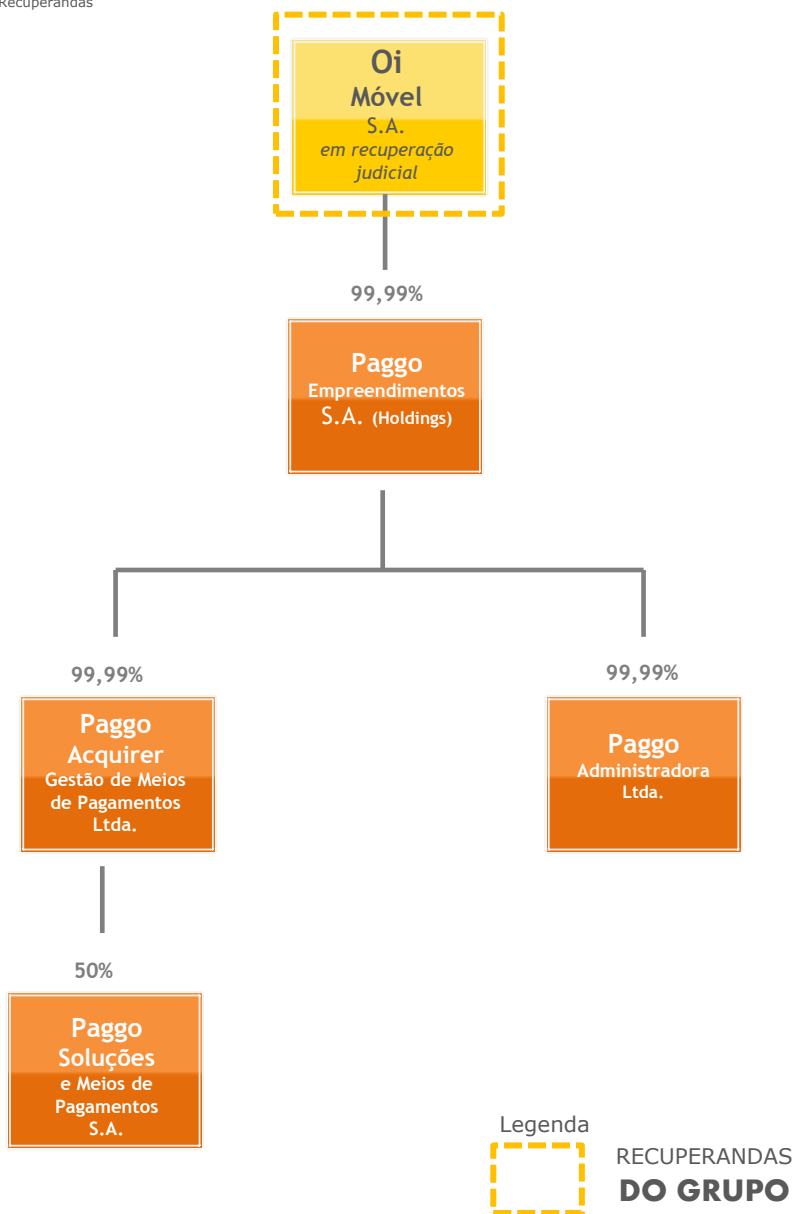 Recuperandas
Oi
Móvel
S.A.
em recuperação
judicial
99,99%
Paggo
Empreendimentos
S.A. (Holdings)
99,99%
99,99%
Paggo
Acquirer
Gestão de Meios
de Pagamentos
Ltda.
Paggo
Administradora
Ltda.
50%
Paggo
Soluções
e Meios de
Pagamentos
S.A.
Legenda
RECUPERANDAS
DO GRUPO